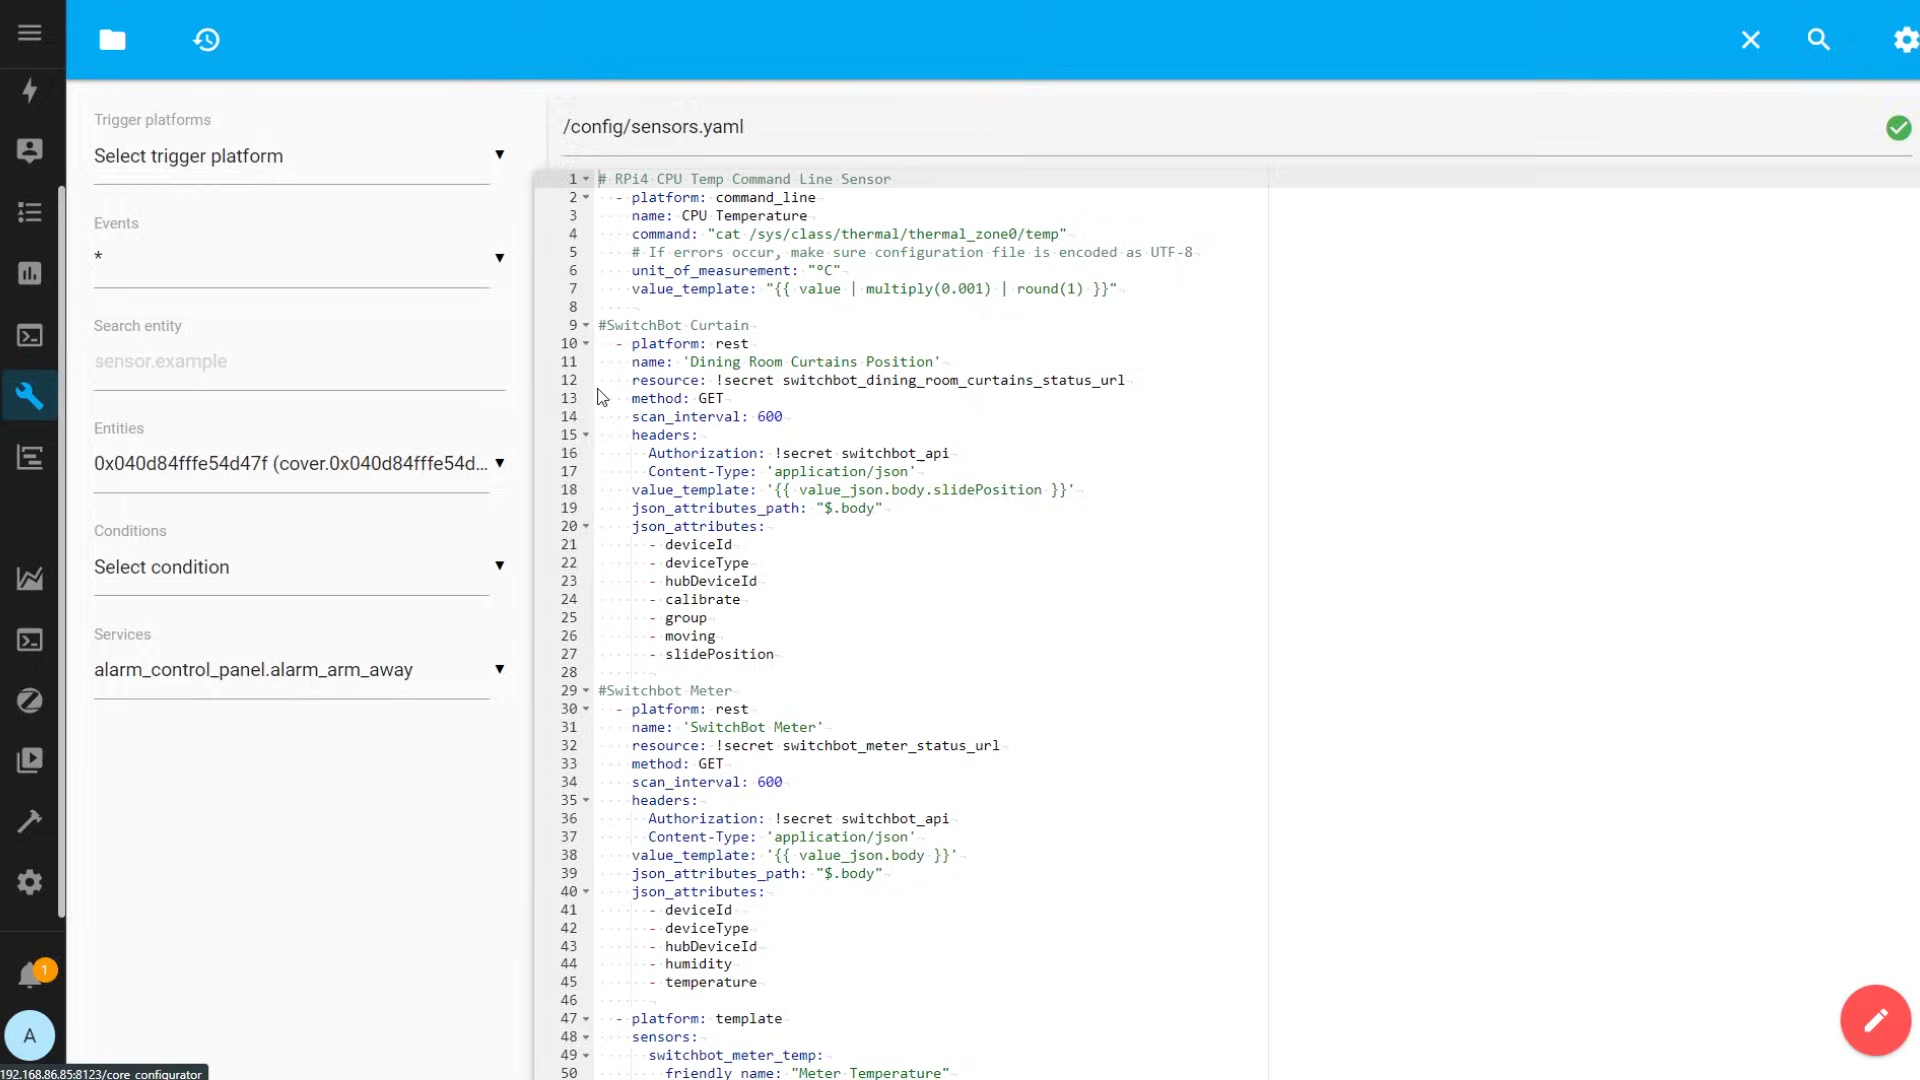 /config/sensors.yaml
Trigger platforms
Select trigger platform
Events
*
Search entity
sensor.example
Entities
0x040d84fffe54d47f (cover.0x040d84fffe54d...
Conditions
Select condition
Services
alarm_control_panel.alarm_arm_away
1 # RPi4 CPU Temp Command Line Sensor
2 - platform: command_line
3 name: CPU Temperature
4 command: "cat /sys/class/thermal/thermal_zone0/temp"
5 # If errors occur, make sure configuration file is encoded as UTF-8
6 unit_of_measurement: "ºC"
7 value_template: "{{ value | multiply(0.001) | round(1) }}"
8
9 #SwitchBot Curtain
10 - platform: rest
11 name: 'Dining Room Curtains Position'
12 resource: !secret switchbot_dining_room_curtains_status_url
13 method: GET
14 scan_interval: 600
15 headers:
16 Authorization: !secret switchbot_api
17 Content-Type: 'application/json'
18 value_template: '{{ value_json.body.slidePosition }}'
19 json_attributes_path: "$.body"
20 json_attributes:
21 - deviceId
22 - deviceType
23 - hubDeviceId
24 - calibrate
25 - group
26 - moving
27 - slidePosition
28
29 #Switchbot Meter
30 - platform: rest
31 name: 'SwitchBot Meter'
32 resource: !secret switchbot_meter_status_url
33 method: GET
34 scan_interval: 600
35 headers:
36 Authorization: !secret switchbot_api
37 Content-Type: 'application/json'
38 value_template: '{{ value_json.body }}'
39 json_attributes_path: "$.body"
40 json_attributes:
41 - deviceId
42 - deviceType
43 - hubDeviceId
44 - humidity
45 - temperature
46
47 - platform: template
48 sensors:
49 switchbot_meter_temp:
50 friendly_name: "Meter Temperature"
1
A
192.168.86.85:8123/core_configurator